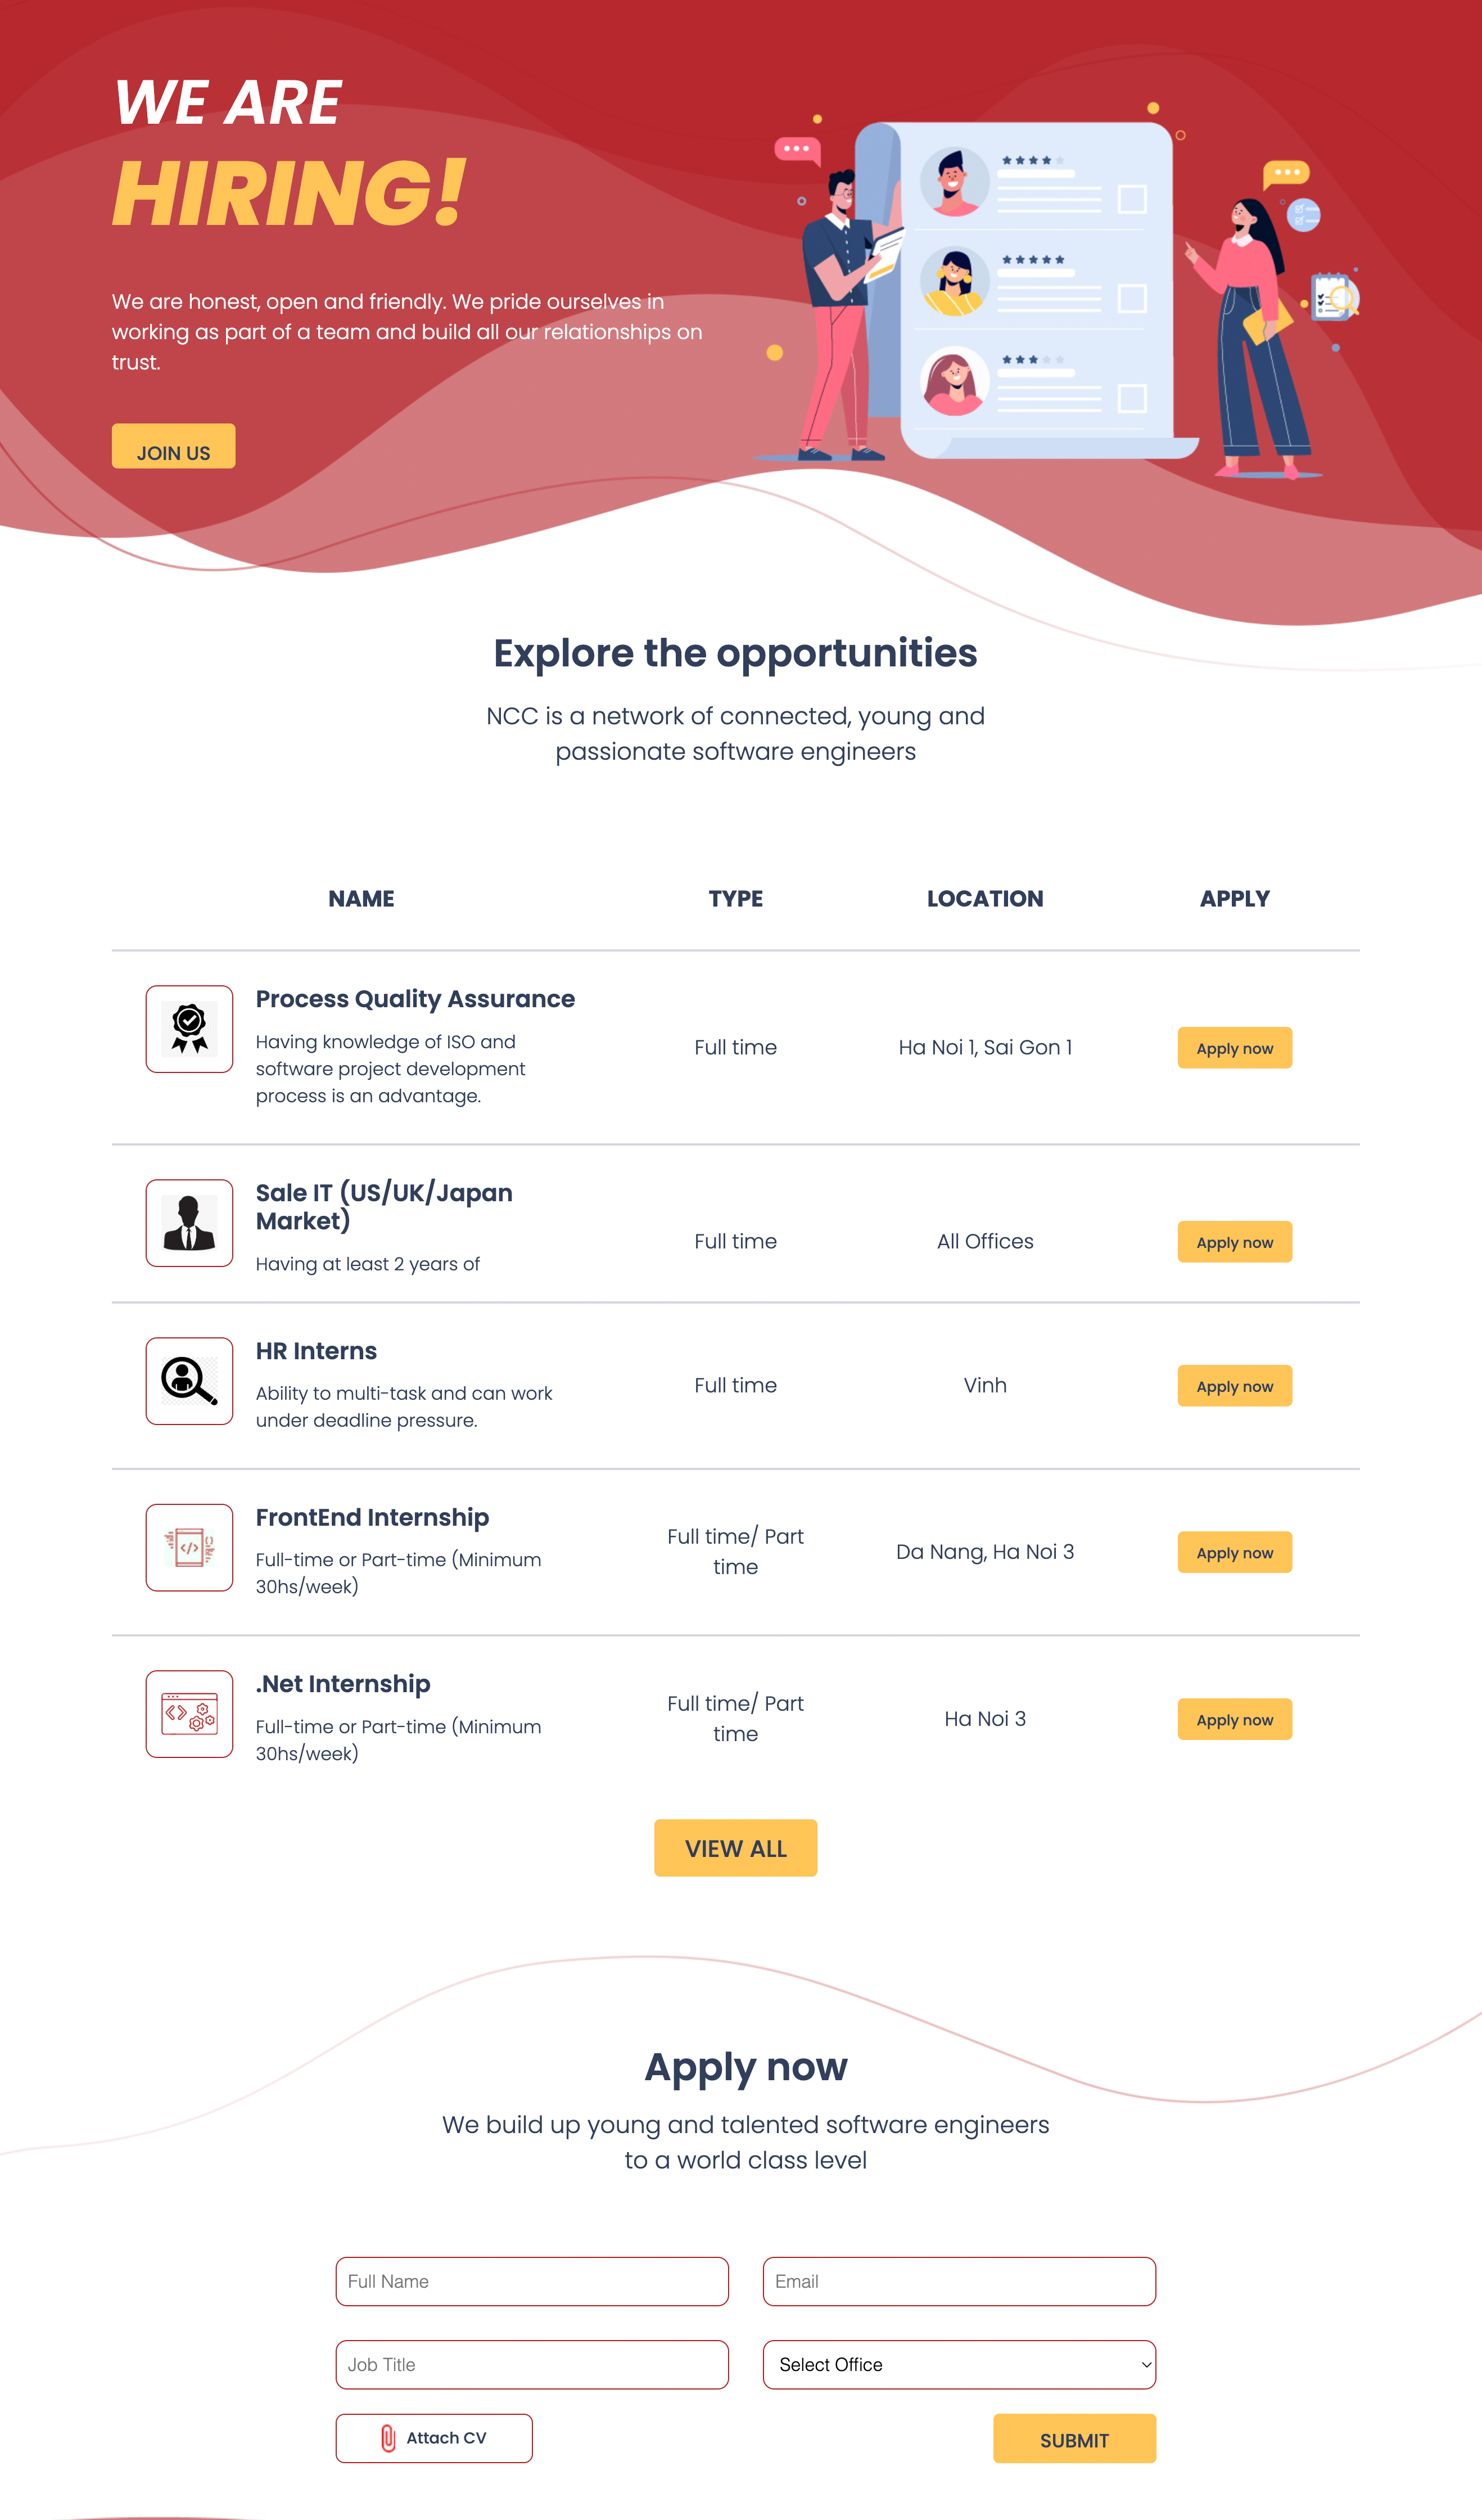 WE ARE
HIRING!
We are honest, open and friendly. We pride ourselves in
working as part of a team and build all our relationships on
trust.
JOIN US
Explore the opportunities
NCC is a network of connected, young and
passionate software engineers
NAME TYPE LOCATION APPLY
Process Quality Assurance
Having knowledge of ISO and
software project development
process is an advantage.
Full time
Ha Noi 1, Sai Gon 1
Apply now
Sale IT (US/UK/Japan
Market)
Having at least 2 years of
Full time
All Offices
Apply now
HR Interns
Ability to multi-task and can work
under deadline pressure.
Full time
Vinh
Apply now
FrontEnd Internship
Full-time or Part-time (Minimum
30hs/week)
Full time/ Part
time
Da Nang, Ha Noi 3
Apply now
.Net Internship
Full-time or Part-time (Minimum
30hs/week)
Full time/ Part
time
Ha Noi 3
Apply now
VIEW ALL
Apply now
We build up young and talented software engineers
to a world class level
Full Name
Email
Job Title
Select Office
Attach CV
SUBMIT